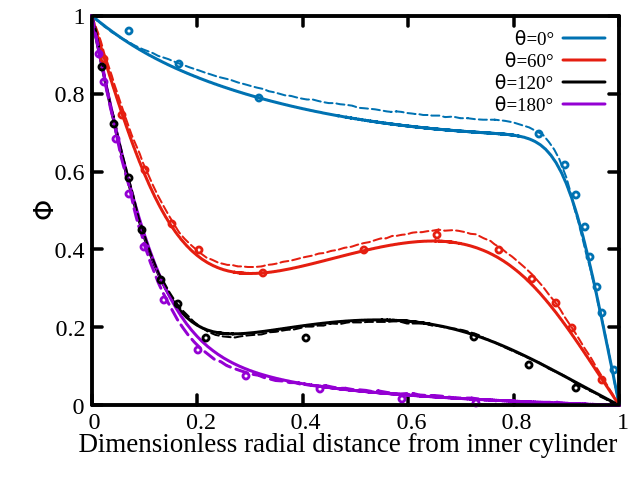 1
0.8
0.6
0.4
0.2
0
Φ
θ=0°
θ=60°
θ=120°
θ=180°
0 0.2 0.4 0.6 0.8 1
Dimensionless radial distance from inner cylinder